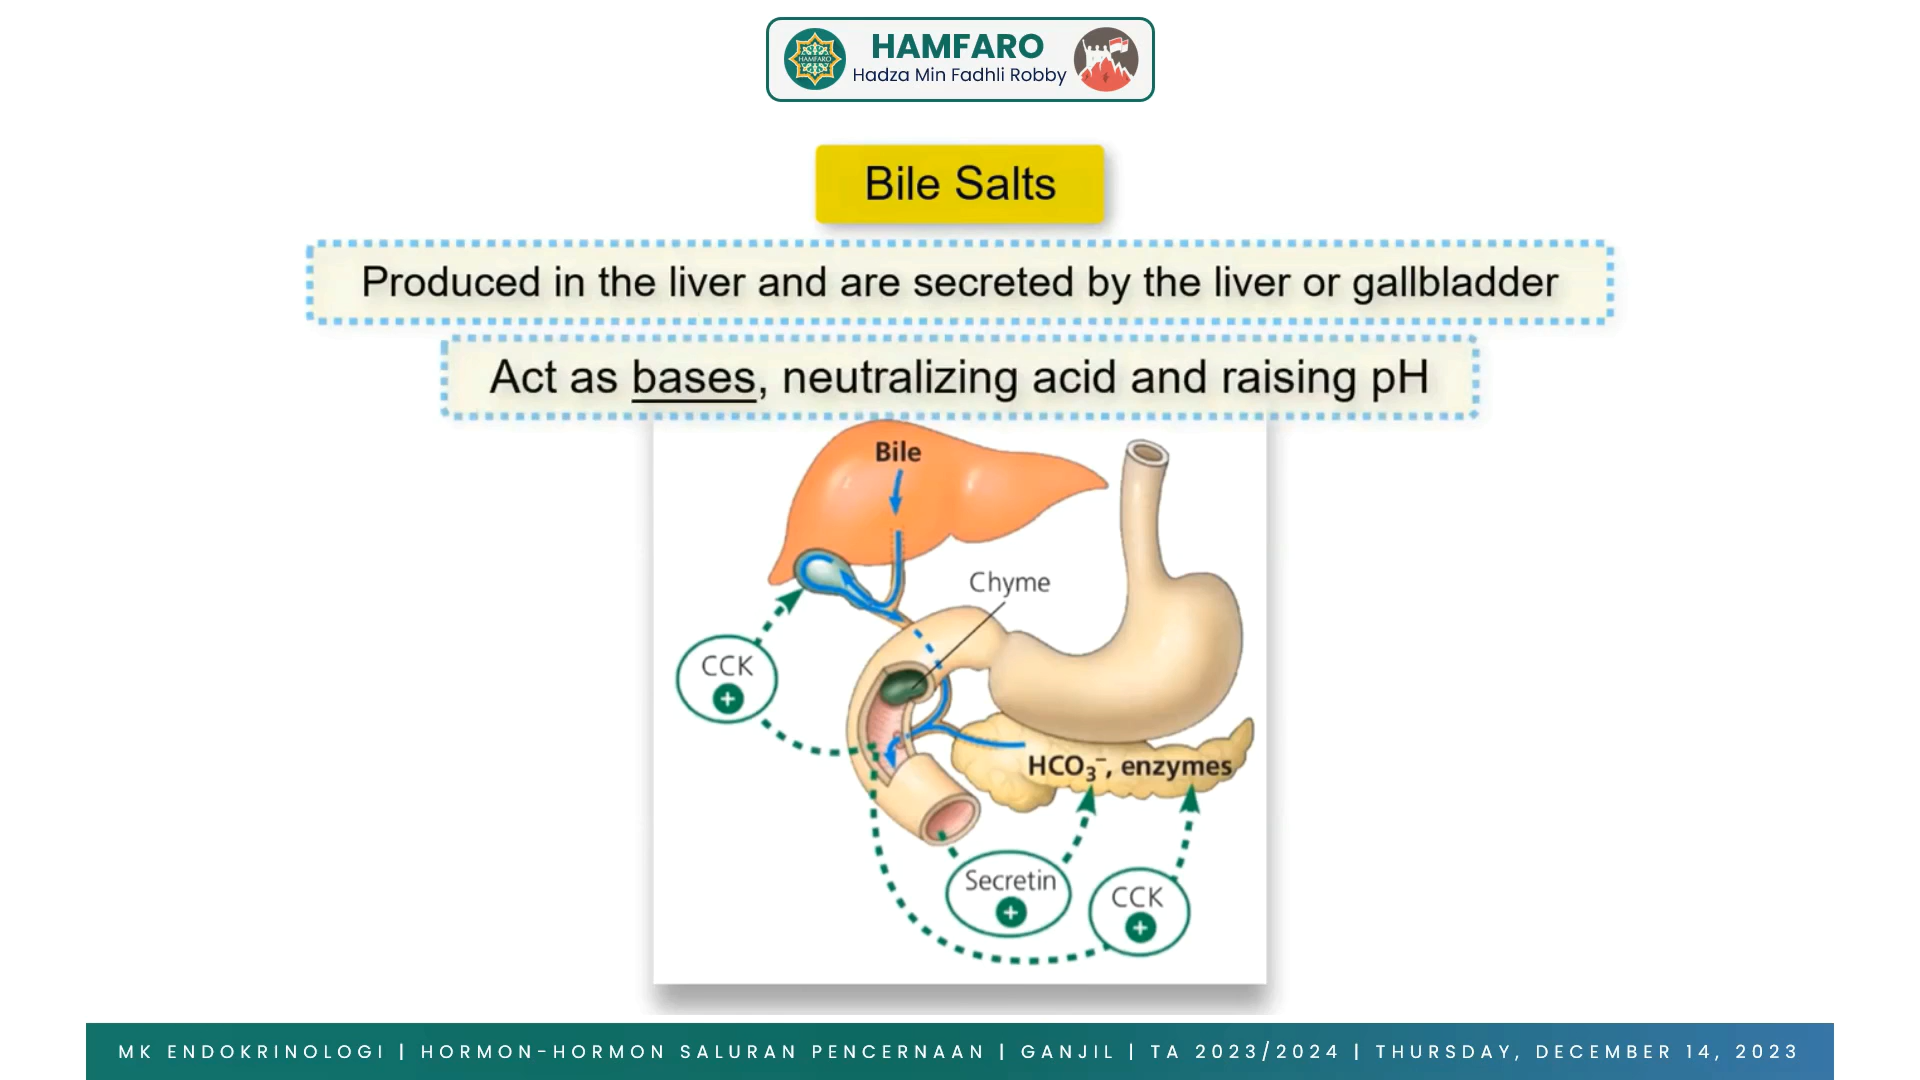 HAMFARO
HAMFARO
Hadza Min Fadhli Robby
Bile Salts
Produced in the liver and are secreted by the liver or gallbladder
Act as bases, neutralizing acid and raising pH
Bile
Chyme
CCK
+
HCO₃⁻, enzymes
Secretin
+
CCK
+
MK ENDOKRINOLOGI | HORMON-HORMON SALURAN PENCERNAAN | GANJIL | TA 2023/2024 | THURSDAY, DECEMBER 14, 2023